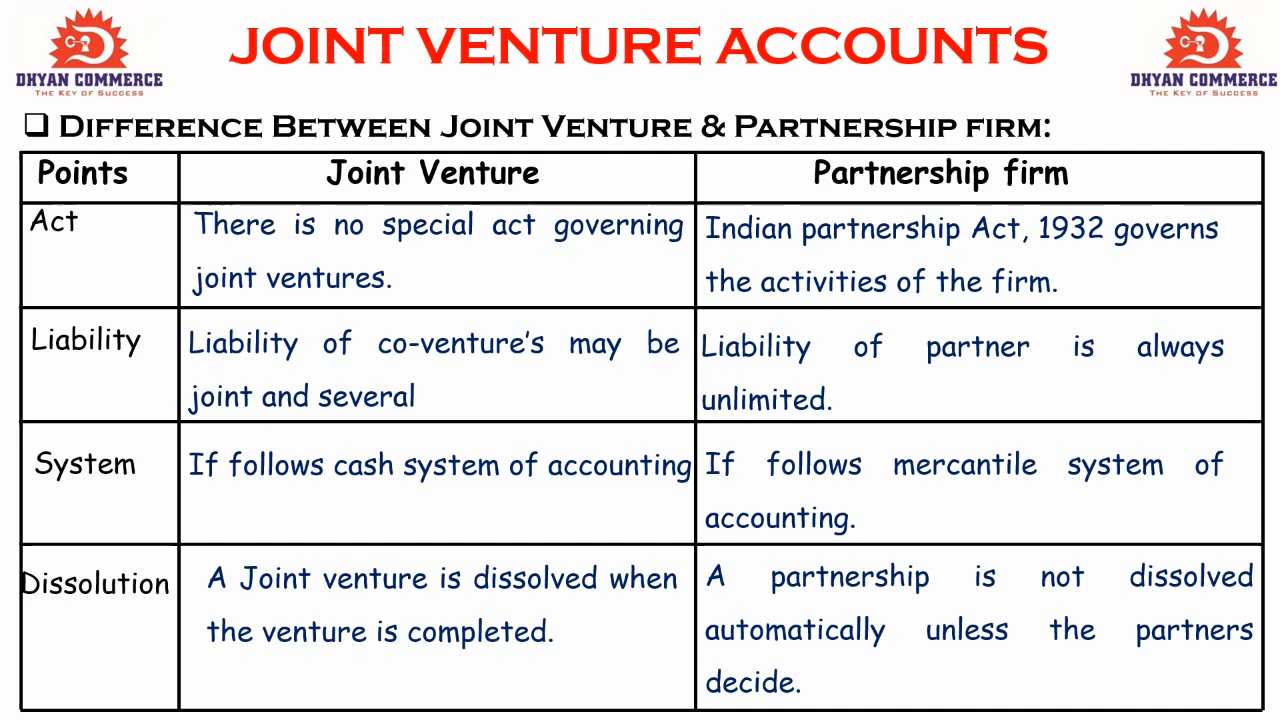 DHYAN COMMERCE
THE KEY OF SUCCESS
JOINT VENTURE ACCOUNTS
DHYAN COMMERCE
THE KEY OF SUCCESS
DIFFERENCE BETWEEN JOINT VENTURE & PARTNERSHIP FIRM:
Points Joint Venture Partnership firm
Act
There is no special act governing
joint ventures.
Indian partnership Act, 1932 governs
the activities of the firm.
Liability
Liability of co-venture’s may be
joint and several
Liability of partner is always
unlimited.
System
If follows cash system of accounting
If follows mercantile system of
accounting.
Dissolution
A Joint venture is dissolved when
the venture is completed.
A partnership is not dissolved
automatically unless the partners
decide.